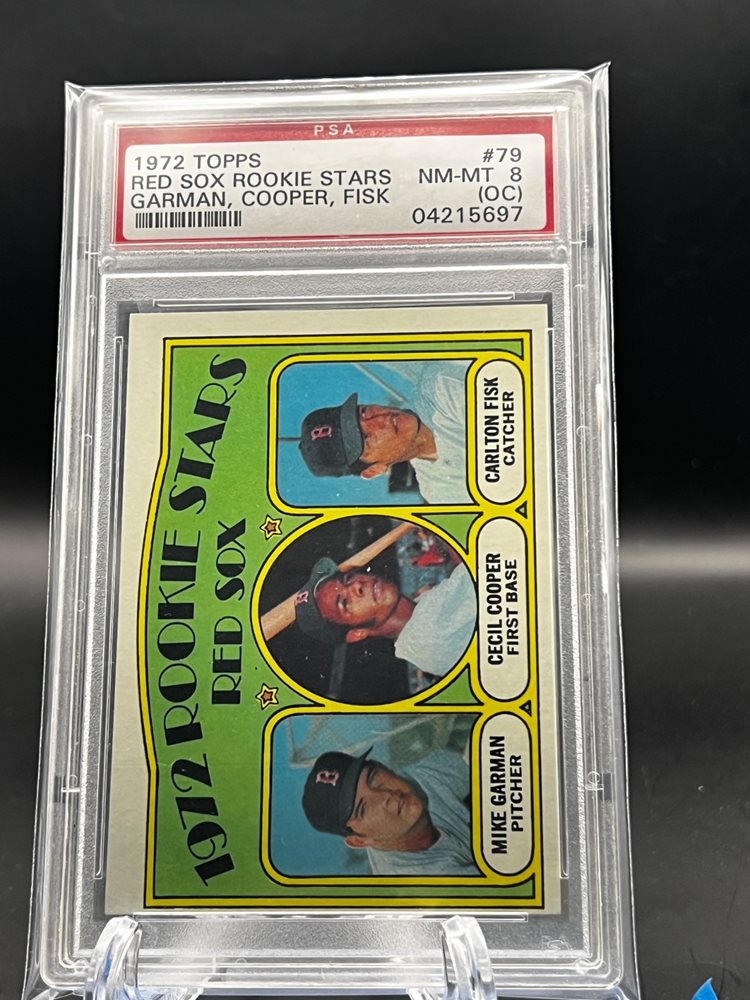 PSA
1972 TOPPS #79
RED SOX ROOKIE STARS NM-MT 8
GARMAN, COOPER, FISK (OC)
04215697
1972 ROOKIE STARS
RED SOX
B
B
B
MIKE GARMAN
PITCHER
CECIL COOPER
FIRST BASE
CARLTON FISK
CATCHER